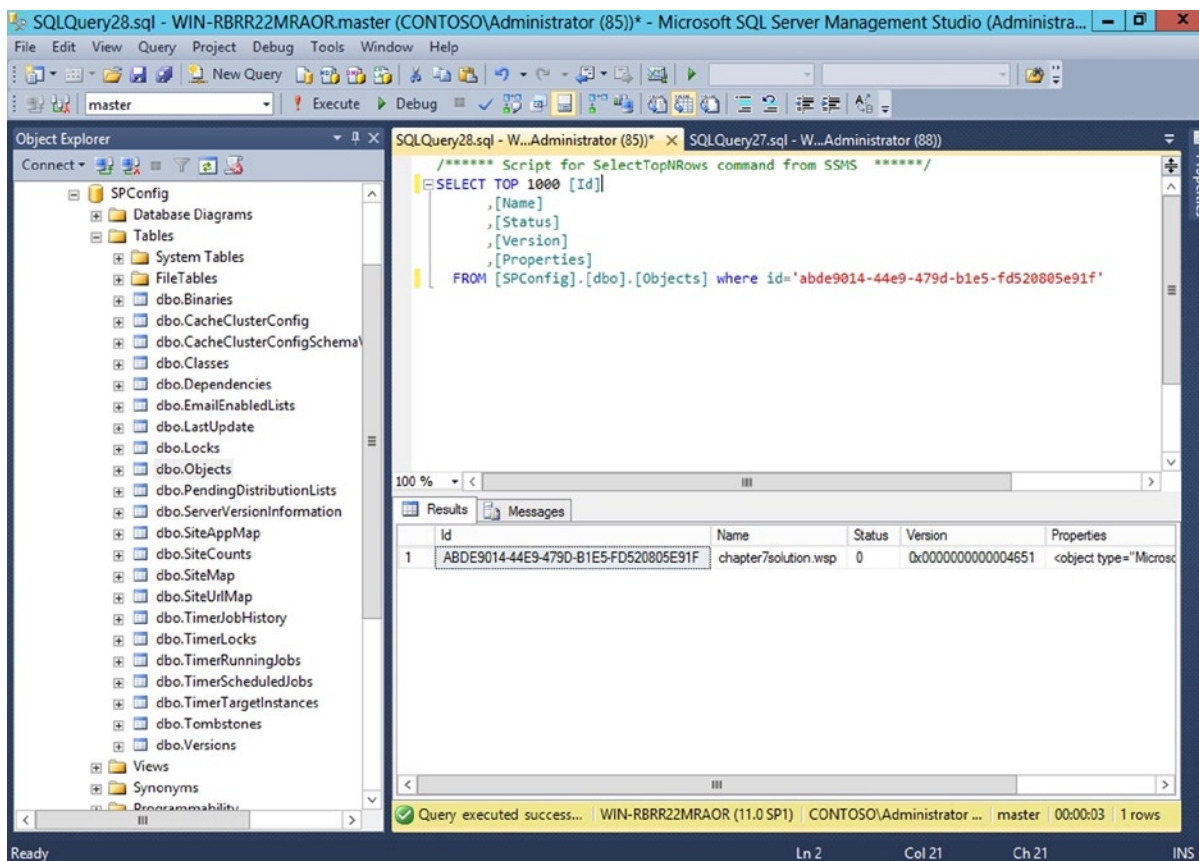 SQLQuery28.sql - WIN-RBRR22MRAOR.master (CONTOSO\Administrator (85))* - Microsoft SQL Server Management Studio (Administra...
File Edit View Query Project Debug Tools Window Help
New Query
master Execute Debug
Object Explorer
Connect
SPConfig
Database Diagrams
Tables
System Tables
FileTables
dbo.Binaries
dbo.CacheClusterConfig
dbo.CacheClusterConfigSchemaV
dbo.Classes
dbo.Dependencies
dbo.EmailEnabledLists
dbo.LastUpdate
dbo.Locks
dbo.Objects
dbo.PendingDistributionLists
dbo.ServerVersionInformation
dbo.SiteAppMap
dbo.SiteCounts
dbo.SiteMap
dbo.SiteUrlMap
dbo.TimerJobHistory
dbo.TimerLocks
dbo.TimerRunningJobs
dbo.TimerScheduledJobs
dbo.TimerTargetInstances
dbo.Tombstones
dbo.Versions
Views
Synonyms
Programmability
SQLQuery28.sql - W...Administrator (85))* SQLQuery27.sql - W...Administrator (88))
Properties
/****** Script for SelectTopNRows command from SSMS ******/
SELECT TOP 1000 [Id]
,[Name]
,[Status]
,[Version]
,[Properties]
FROM [SPConfig].[dbo].[Objects] where id='abde9014-44e9-479d-b1e5-fd520805e91f'
100 %
Results Messages
Id Name Status Version Properties
1 ABDE9014-44E9-479D-B1E5-FD520805E91F chapter7solution.wsp 0 0x0000000000004651 <object type="Microsc
Query executed success... WIN-RBRR22MRAOR (11.0 SP1) CONTOSO\Administrator ... master 00:00:03 1 rows
Ready Ln 2 Col 21 Ch 21 INS